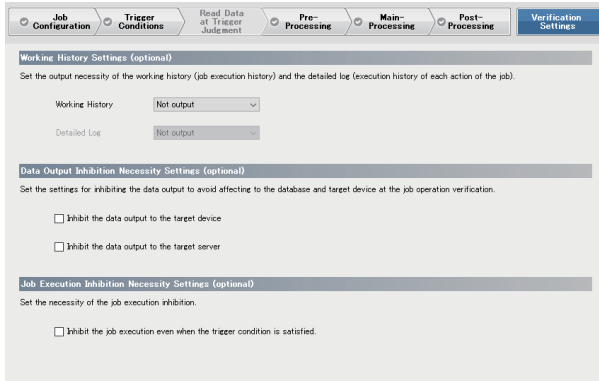 Job
Configuration
Trigger
Conditions
Read Data
at Trigger
Judgment
Pre-
Processing
Main-
Processing
Post-
Processing
Verification
Settings
Working History Settings (optional)
Set the output necessity of the working history (job execution history) and the detailed log (execution history of each action of the job).
Working History
Not output
Detailed Log
Not output
Data Output Inhibition Necessity Settings (optional)
Set the settings for inhibiting the data output to avoid affecting to the database and target device at the job operation verification.
Inhibit the data output to the target device
Inhibit the data output to the target server
Job Execution Inhibition Necessity Settings (optional)
Set the necessity of the job execution inhibition.
Inhibit the job execution even when the trigger condition is satisfied.